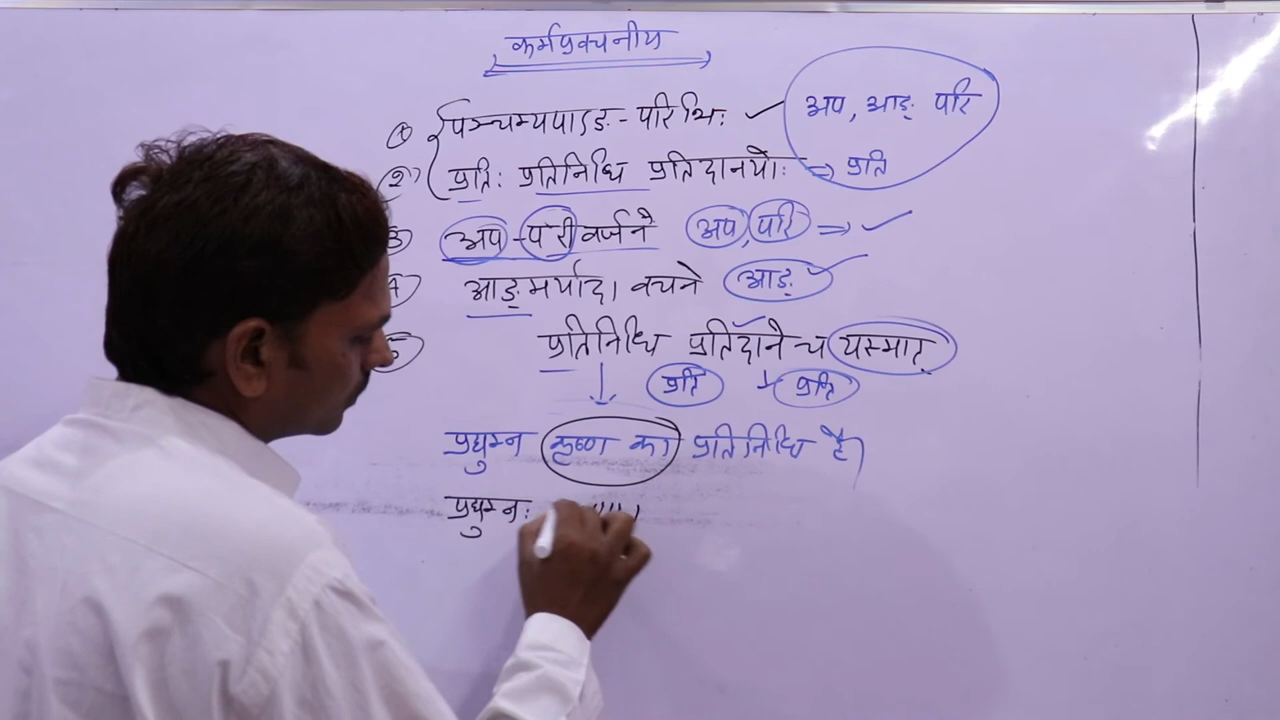 कर्मप्रवचनीय
① पञ्चम्यपाऽङ्-परिभिः ✓ अप, आङ् परि
② प्रतिः प्रतिनिधि प्रतिदानयोः ⇒ प्रति
③ अप-परी वर्जने अप, परि ⇒ ✓
④ आङ् मर्यादा वचने आङ् ✓
⑤ प्रतिनिधि प्रतिदाने च यस्मात्
↓ प्रति ↓ प्रति
प्रद्युम्न कृष्ण का प्रतिनिधि है।
प्रद्युम्नः